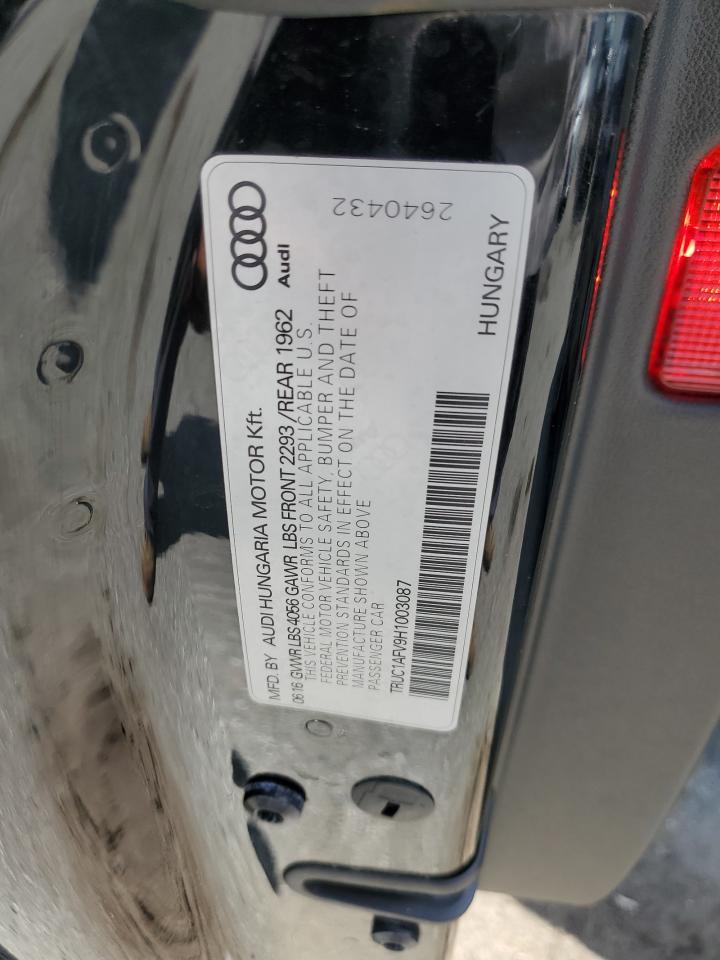 Audi
2640432
MFD. BY AUDI HUNGARIA MOTOR Kft.
0616 GVWR LBS 4056 GAWR LBS FRONT 2293 /REAR 1962
THIS VEHICLE CONFORMS TO ALL APPLICABLE U.S.
FEDERAL MOTOR VEHICLE SAFETY, BUMPER AND THEFT
PREVENTION STANDARDS IN EFFECT ON THE DATE OF
MANUFACTURE SHOWN ABOVE
PASSENGER CAR
TRUC1AFV9H1003087
HUNGARY